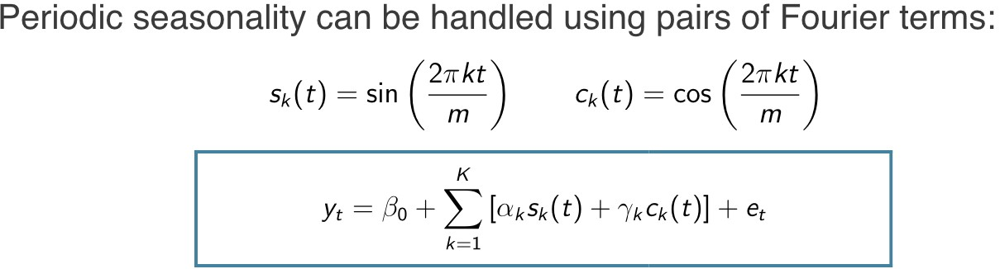 Periodic seasonality can be handled using pairs of Fourier terms:
s_k(t) = sin(2πkt/m)  c_k(t) = cos(2πkt/m)
y_t = β_0 + ∑_{k=1}^{K} [α_k s_k(t) + γ_k c_k(t)] + e_t